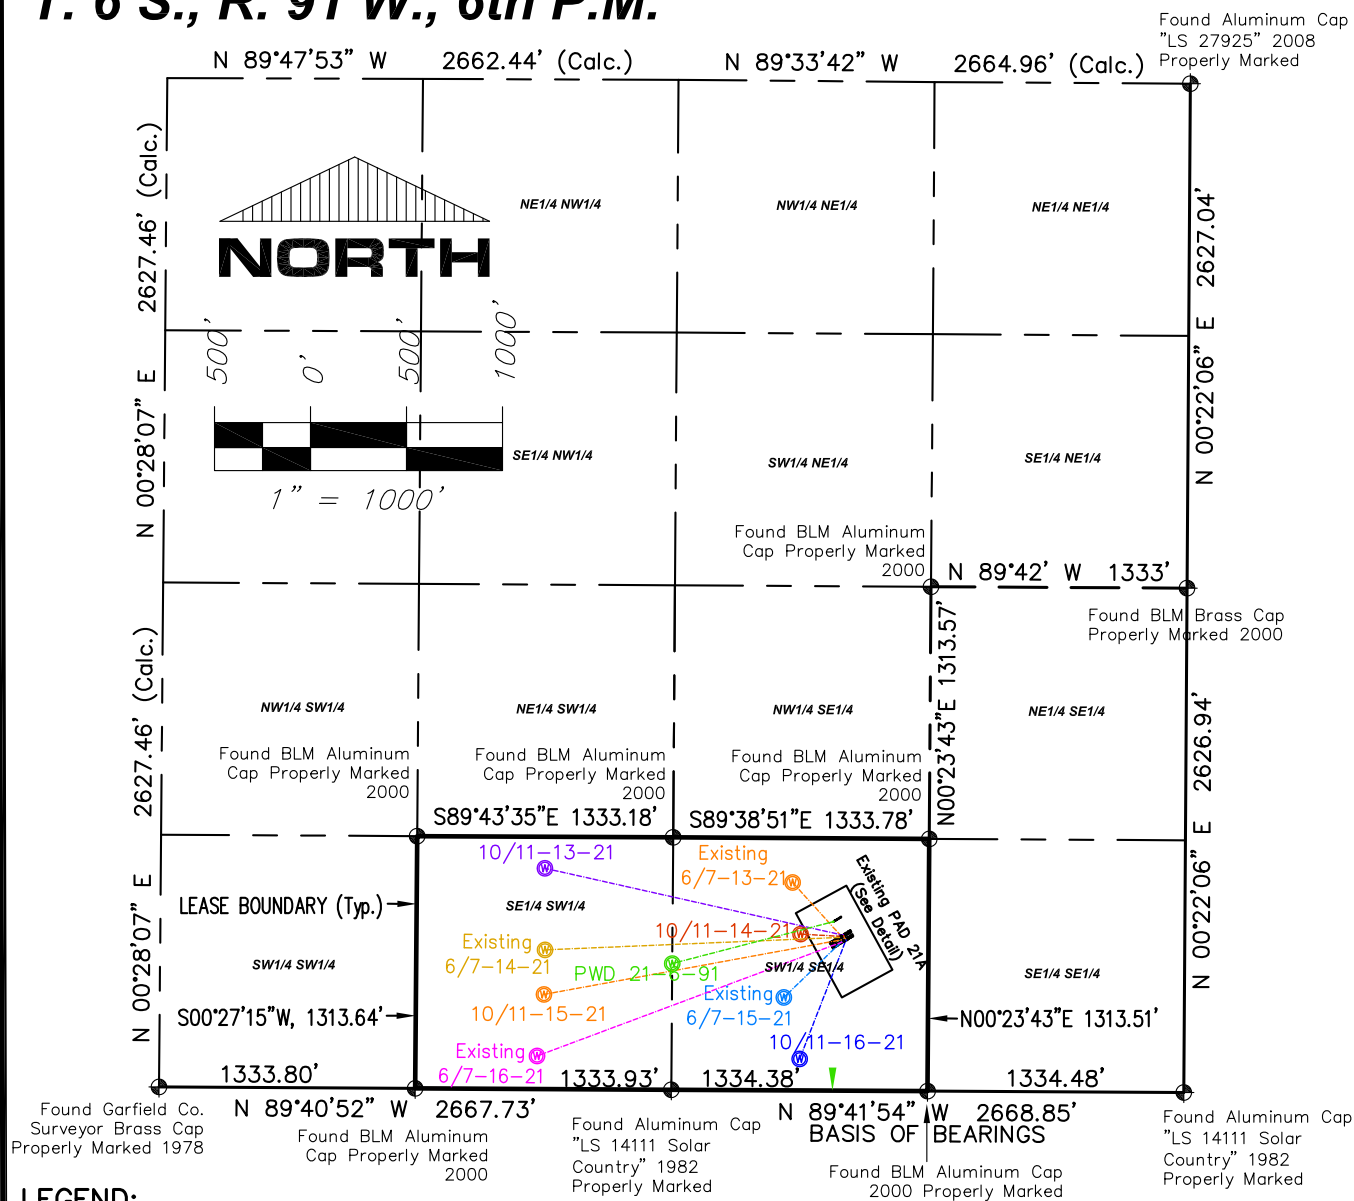 T. 6 S., R. 91 W., 6th P.M.
Found Aluminum Cap
"LS 27925" 2008
Properly Marked
N 89°47'53" W 2662.44' (Calc.)
N 89°33'42" W 2664.96' (Calc.)
N 00°28'07" E 2627.46' (Calc.)
NE1/4 NW1/4
NW1/4 NE1/4
NE1/4 NE1/4
N 00°22'06" E 2627.04'
NORTH
500'
0'
500'
1000'
1" = 1000'
SE1/4 NW1/4
SW1/4 NE1/4
SE1/4 NE1/4
Found BLM Aluminum
Cap Properly Marked
2000
N 89°42' W 1333'
Found BLM Brass Cap
Properly Marked 2000
N 00°28'07" E 2627.46' (Calc.)
NW1/4 SW1/4
NE1/4 SW1/4
NW1/4 SE1/4
NE1/4 SE1/4
N00°23'43"E 1313.57'
N 00°22'06" E 2626.94'
Found BLM Aluminum
Cap Properly Marked
2000
Found BLM Aluminum
Cap Properly Marked
2000
Found BLM Aluminum
Cap Properly Marked
2000
S89°43'35"E 1333.18'
S89°38'51"E 1333.78'
10/11-13-21
Existing
6/7-13-21
Existing PAD 21A
(See Detail)
LEASE BOUNDARY (Typ.)
SE1/4 SW1/4
10/11-14-21
Existing
6/7-14-21
PWD 21-6-91
SW1/4 SE1/4
SW1/4 SW1/4
SE1/4 SE1/4
Existing
6/7-15-21
10/11-15-21
S00°27'15"W, 1313.64'
N00°23'43"E 1313.51'
10/11-16-21
Existing
6/7-16-21
1333.80'
1333.93'
1334.38'
1334.48'
N 89°40'52" W 2667.73'
N 89°41'54" W 2668.85'
BASIS OF BEARINGS
Found Garfield Co.
Surveyor Brass Cap
Properly Marked 1978
Found BLM Aluminum
Cap Properly Marked
2000
Found Aluminum Cap
"LS 14111 Solar
Country" 1982
Properly Marked
Found BLM Aluminum Cap
2000 Properly Marked
Found Aluminum Cap
"LS 14111 Solar
Country" 1982
Properly Marked
LEGEND: